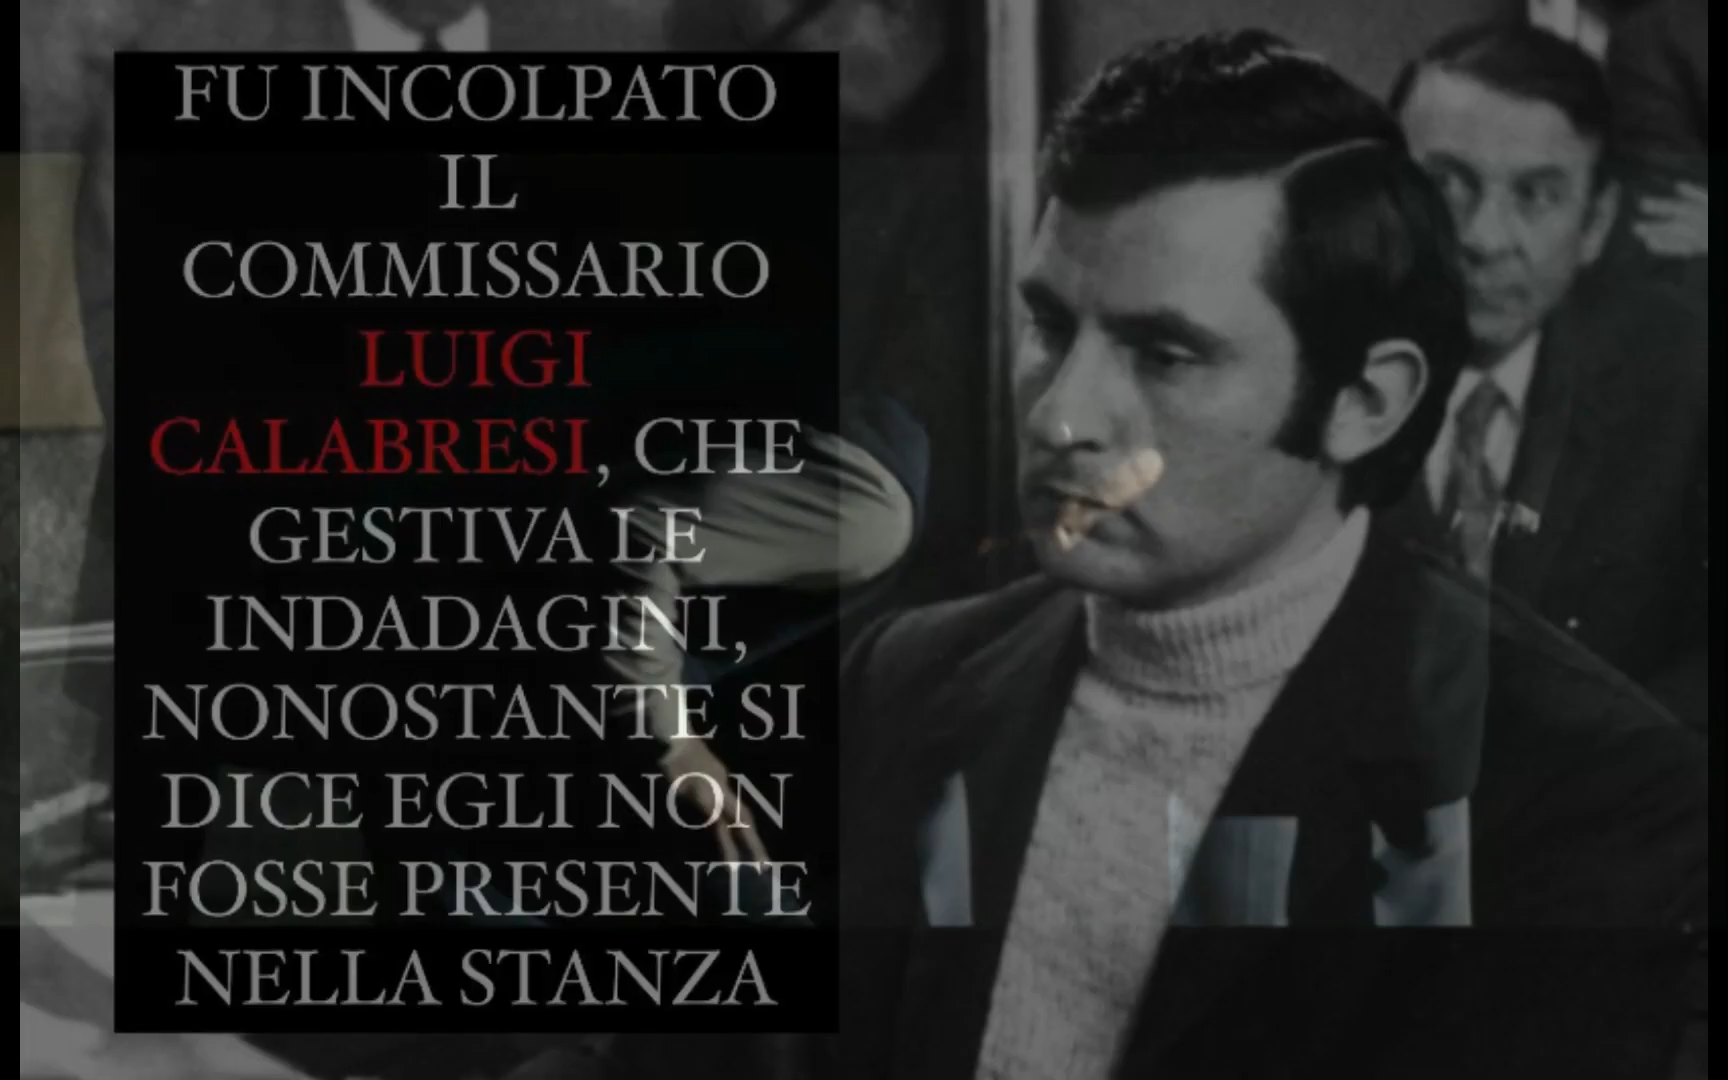 FU INCOLPATO
IL
COMMISSARIO
LUIGI
CALABRESI, CHE
GESTIVA LE
INDADAGINI,
NONOSTANTE SI
DICE EGLI NON
FOSSE PRESENTE
NELLA STANZA